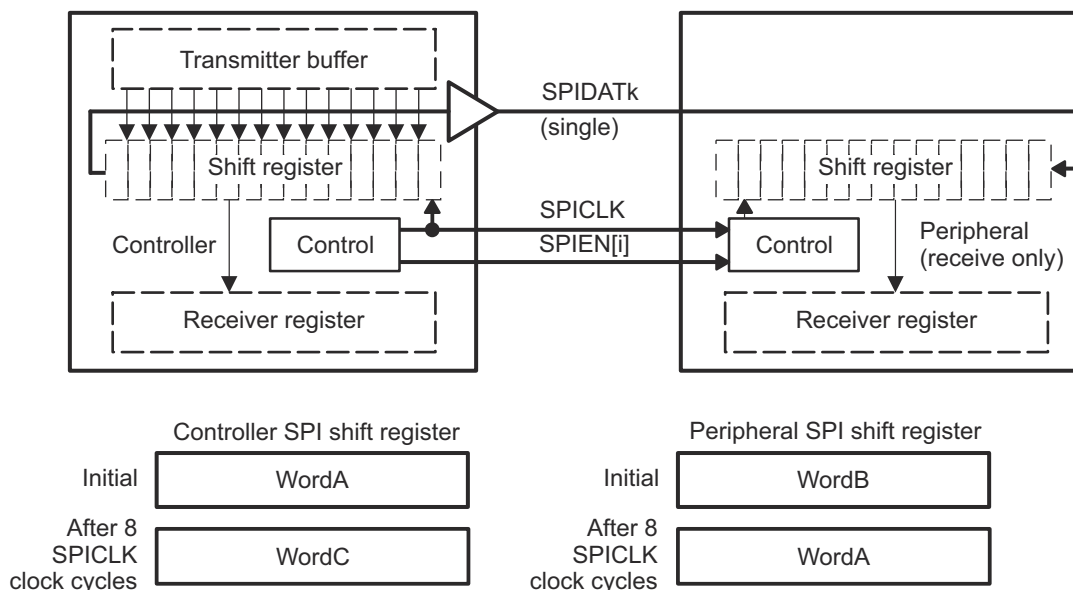 Transmitter buffer
SPIDATk
(single)
Shift register
Shift register
SPICLK
Controller
Control
SPIEN[i]
Control
Peripheral
(receive only)
Receiver register
Receiver register
Controller SPI shift register
Peripheral SPI shift register
Initial
WordA
Initial
WordB
After 8
SPICLK
clock cycles
WordC
After 8
SPICLK
clock cycles
WordA